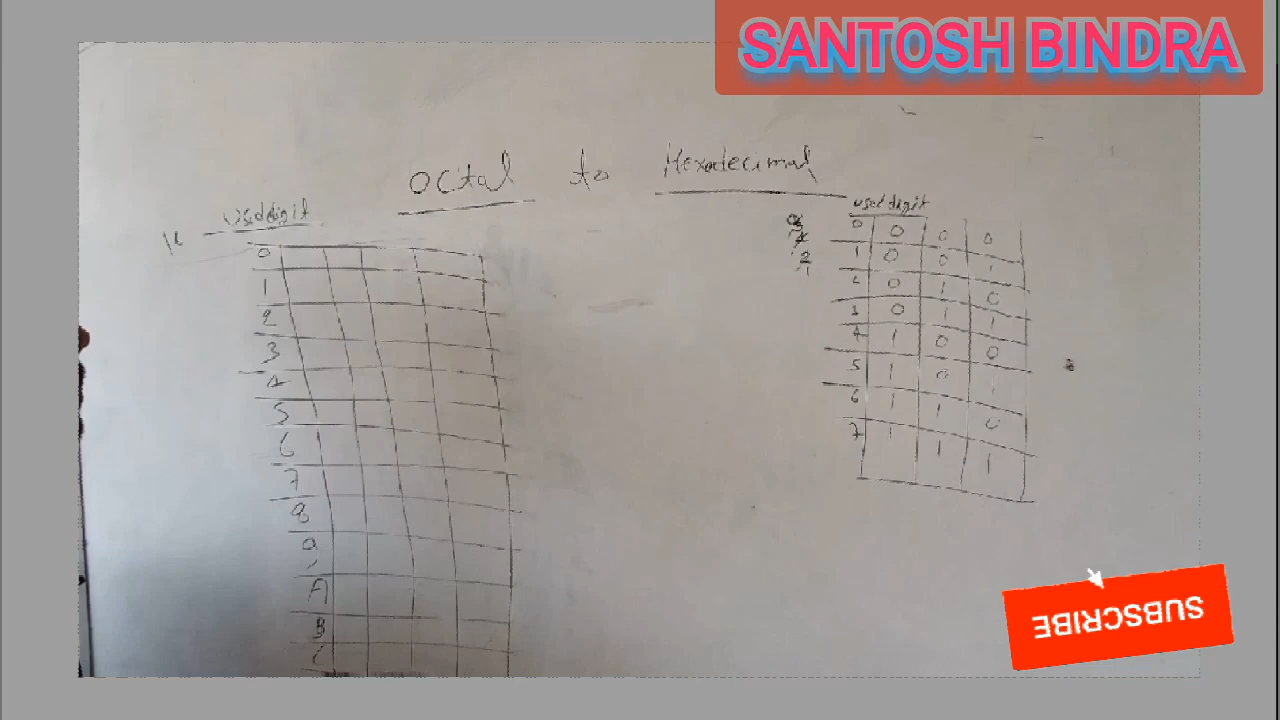 SANTOSH BINDRA
Octal to Hexadecimal
used digit
used digit
0
1
2
3
4
5
6
7
8
9
A
B
C
0 0 0 0
1 0 0 1
2 0 1 0
3 0 1 1
4 1 0 0
5 1 0 1
6 1 1 0
7 1 1 1
SUBSCRIBE